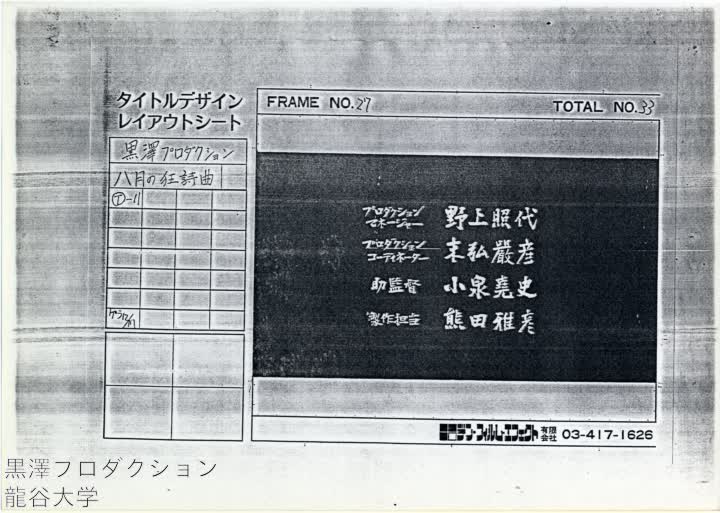 タイトルデザイン
レイアウトシート
黒澤プロダクション
八月の狂詩曲
Ⓣ-11
FRAME NO.27
TOTAL NO.33
プロダクション
マネージャー 野上照代
プロダクション
コーディネーター 末弘巖彦
助監督 小泉堯史
製作担当 熊田雅彦
デン・フィルム・エフェクト 有限会社 03-417-1626
黒澤フロダクション
龍谷大学